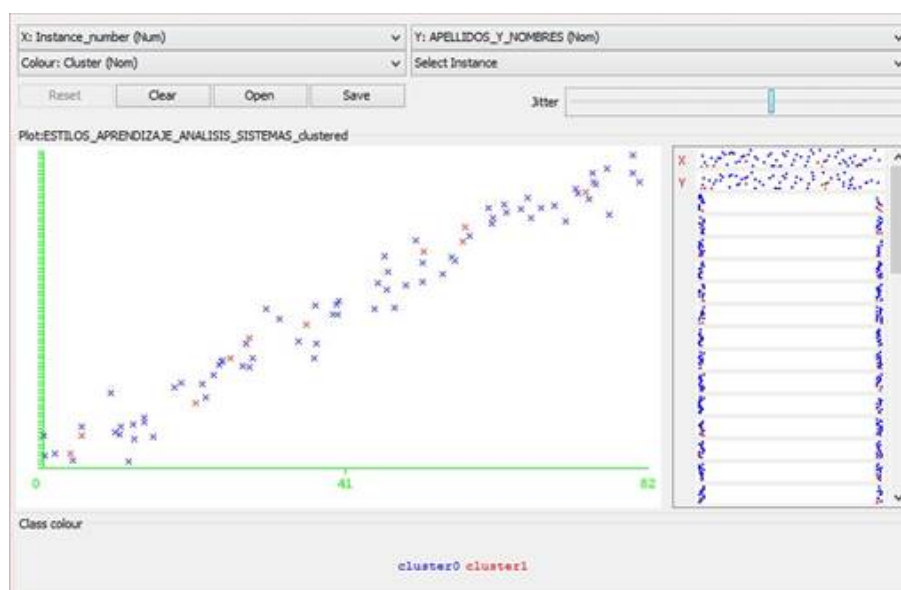 X: Instance_number (Num) Y: APELLIDOS_Y_NOMBRES (Nom)
Colour: Cluster (Nom) Select Instance
Reset Clear Open Save Jitter
Plot:ESTILOS_APRENDIZAJE_ANALISIS_SISTEMAS_clustered
X
Y
0 41 82
Class colour
cluster0 cluster1